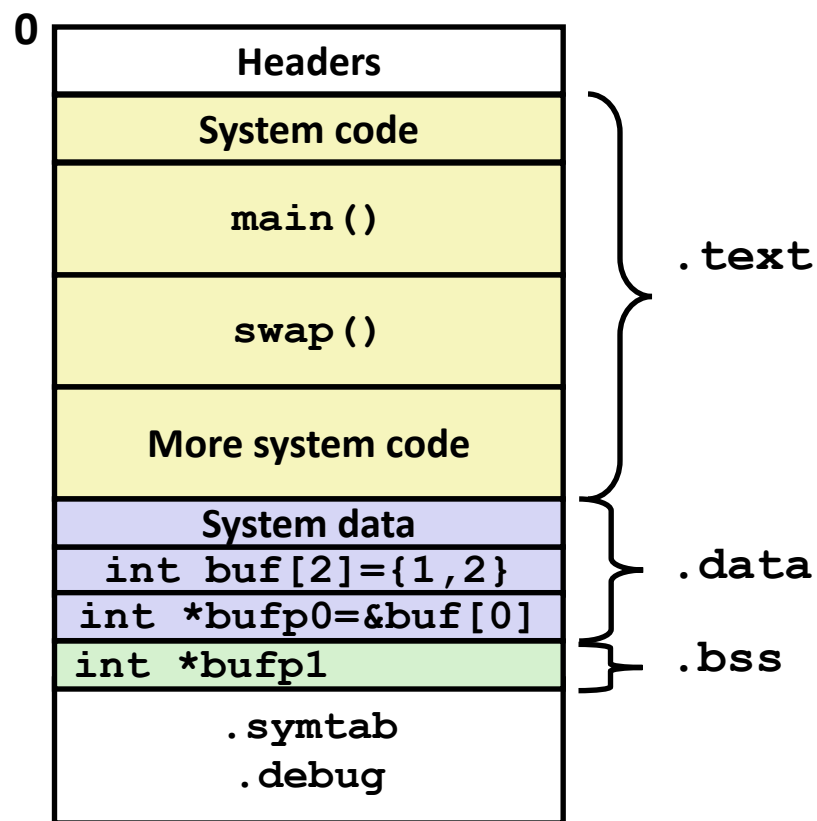 0
Headers
System code
main()
.text
swap()
More system code
System data
int buf[2]={1,2}
.data
int *bufp0=&buf[0]
int *bufp1
.bss
.symtab
.debug